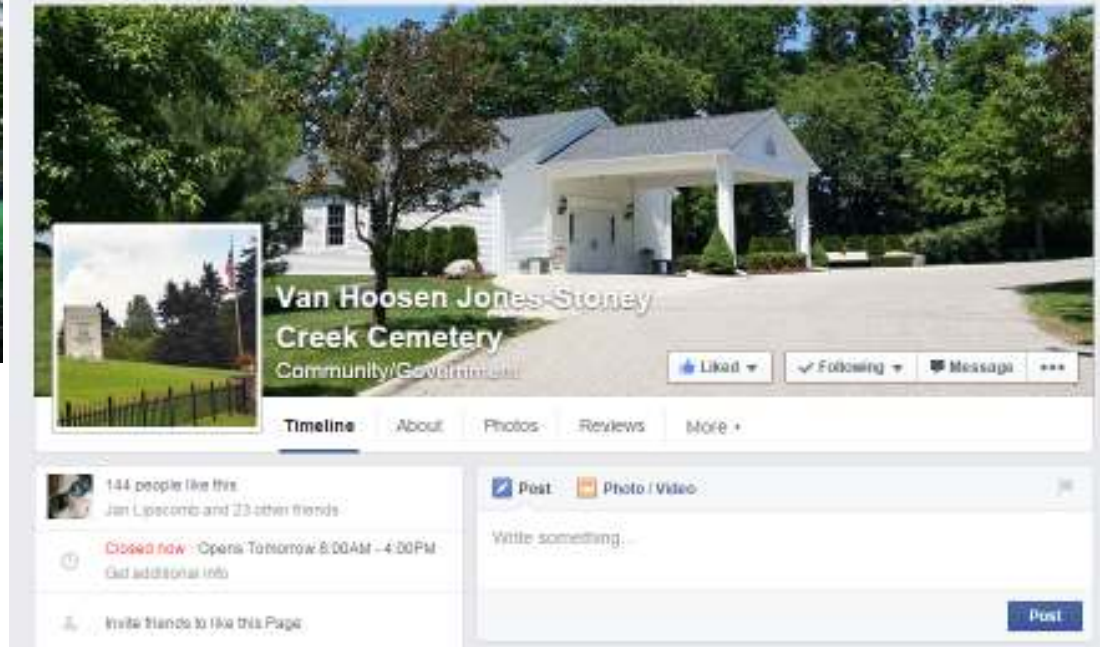 Van Hoosen Jones-Stoney
Creek Cemetery
Community/Government
Liked
Following
Message
Timeline
About
Photos
Reviews
More
144 people like this
Jan Lipscomb and 23 other friends
Closed now · Opens Tomorrow 8:00AM - 4:00PM
Get additional info
Invite friends to like this Page
Post
Photo / Video
Write something...
Post